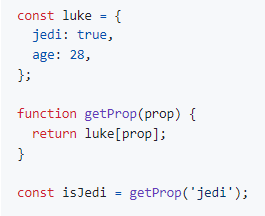 const luke = {
  jedi: true,
  age: 28,
};

function getProp(prop) {
  return luke[prop];
}

const isJedi = getProp('jedi');